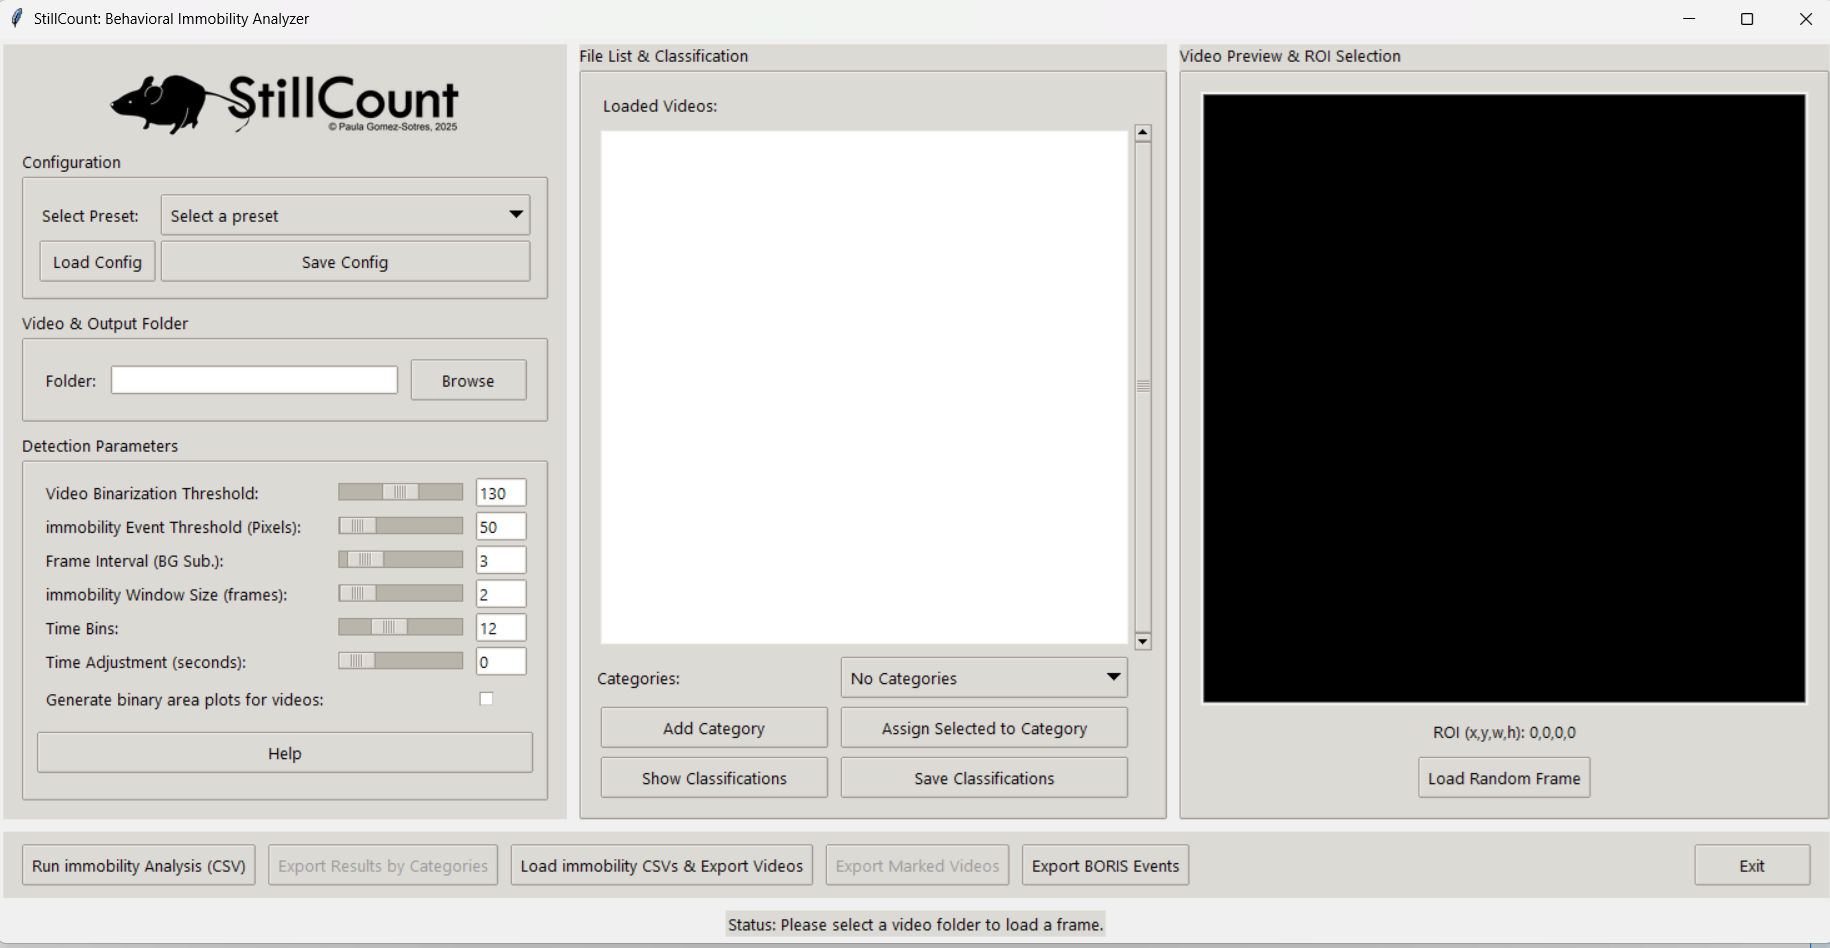 StillCount: Behavioral Immobility Analyzer
StillCount
© Paula Gomez-Sotres, 2025
Configuration
Select Preset: Select a preset
Load Config Save Config
Video & Output Folder
Folder: Browse
Detection Parameters
Video Binarization Threshold: 130
immobility Event Threshold (Pixels): 50
Frame Interval (BG Sub.): 3
immobility Window Size (frames): 2
Time Bins: 12
Time Adjustment (seconds): 0
Generate binary area plots for videos:
Help
File List & Classification
Loaded Videos:
Categories: No Categories
Add Category Assign Selected to Category
Show Classifications Save Classifications
Video Preview & ROI Selection
ROI (x,y,w,h): 0,0,0,0
Load Random Frame
Run immobility Analysis (CSV) Export Results by Categories Load immobility CSVs & Export Videos Export Marked Videos Export BORIS Events Exit
Status: Please select a video folder to load a frame.